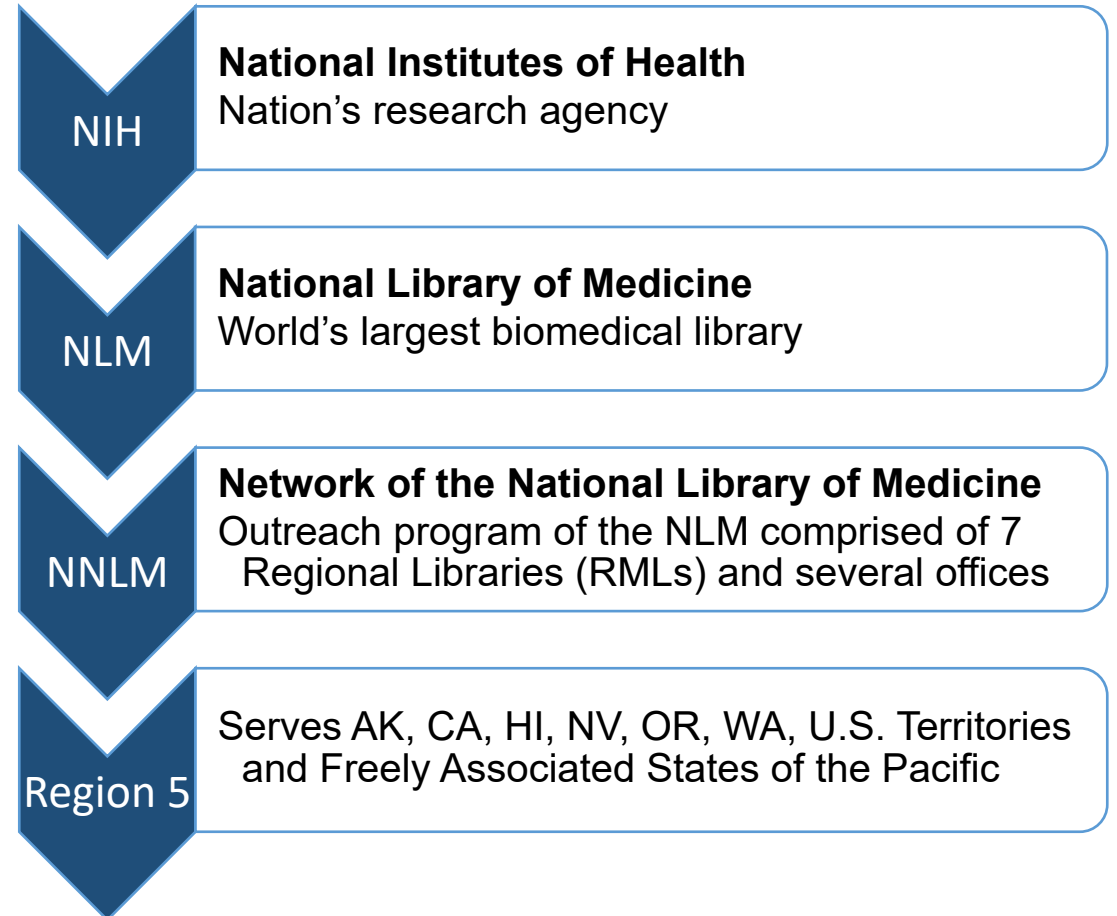 NIH
National Institutes of Health
Nation’s research agency
NLM
National Library of Medicine
World’s largest biomedical library
NNLM
Network of the National Library of Medicine
Outreach program of the NLM comprised of 7
Regional Libraries (RMLs) and several offices
Region 5
Serves AK, CA, HI, NV, OR, WA, U.S. Territories
and Freely Associated States of the Pacific